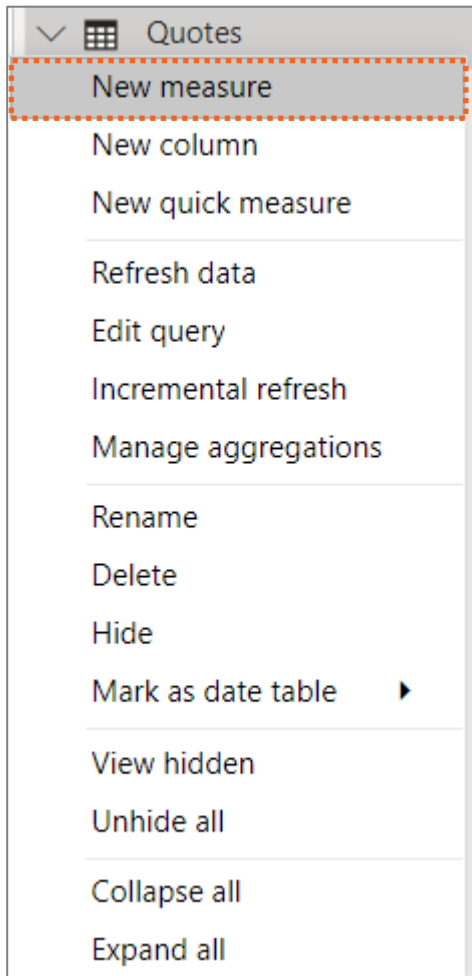 Quotes
New measure
New column
New quick measure
Refresh data
Edit query
Incremental refresh
Manage aggregations
Rename
Delete
Hide
Mark as date table
View hidden
Unhide all
Collapse all
Expand all